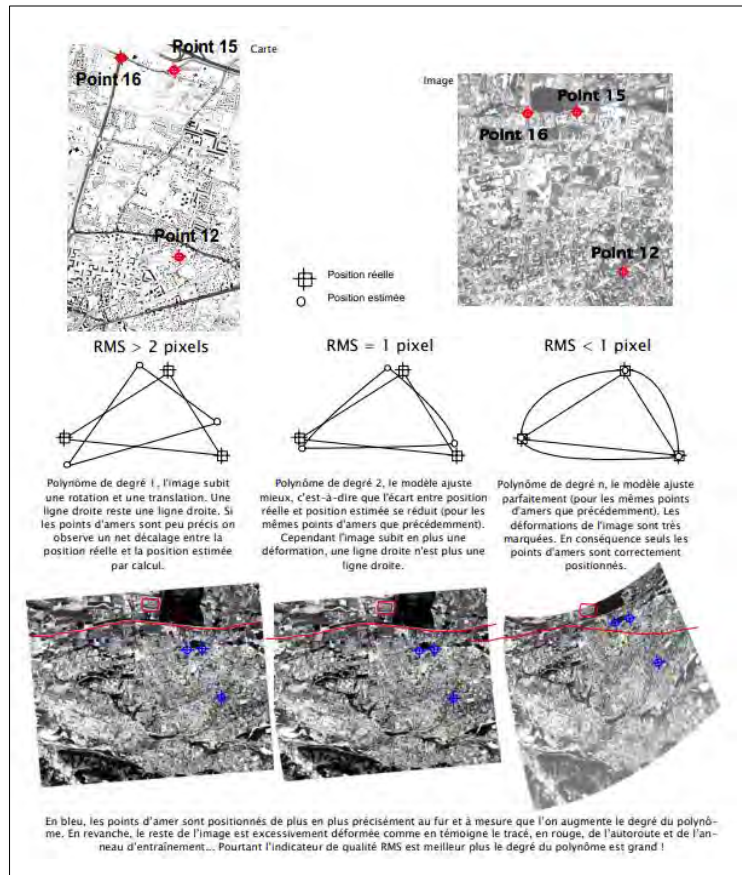 Point 15
Carte
Point 16
Point 12
Image
Point 15
Point 16
Point 12
Position réelle
Position estimée
RMS > 2 pixels
Polynôme de degré 1, l'image subit
une rotation et une translation. Une
ligne droite reste une ligne droite. Si
les points d'amers sont peu précis on
observe un net décalage entre la
position réelle et la position estimée
par calcul.
RMS = 1 pixel
Polynôme de degré 2, le modèle ajuste
mieux, c'est-à-dire que l'écart entre position
réelle et position estimée se réduit (pour les
mêmes points d'amers que précédemment).
Cependant l'image subit en plus une
déformation, une ligne droite n'est plus une
ligne droite.
RMS < 1 pixel
Polynôme de degré n, le modèle ajuste
parfaitement (pour les mêmes points
d'amers que précédemment). Les
déformations de l'image sont très
marquées. En conséquence seuls les
points d'amers sont correctement
positionnés.
En bleu, les points d'amer sont positionnés de plus en plus précisément au fur et à mesure que l'on augmente le degré du polynô-
me. En revanche, le reste de l'image est excessivement déformée comme en témoigne le tracé, en rouge, de l'autoroute et de l'an-
neau d'entraînement... Pourtant l'indicateur de qualité RMS est meilleur plus le degré du polynôme est grand !